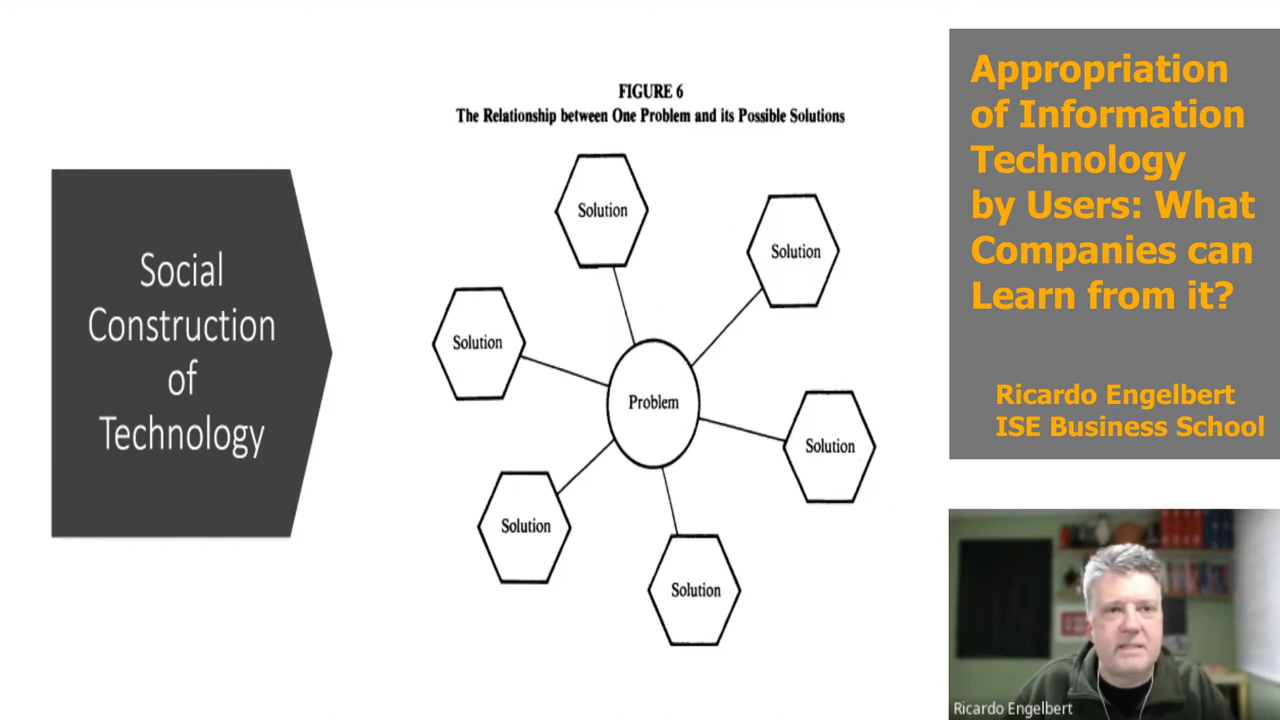 Social
Construction
of
Technology
FIGURE 6
The Relationship between One Problem and its Possible Solutions
Solution
Solution
Solution
Problem
Solution
Solution
Solution
Appropriation
of Information
Technology
by Users: What
Companies can
Learn from it?
Ricardo Engelbert
ISE Business School
Ricardo Engelbert